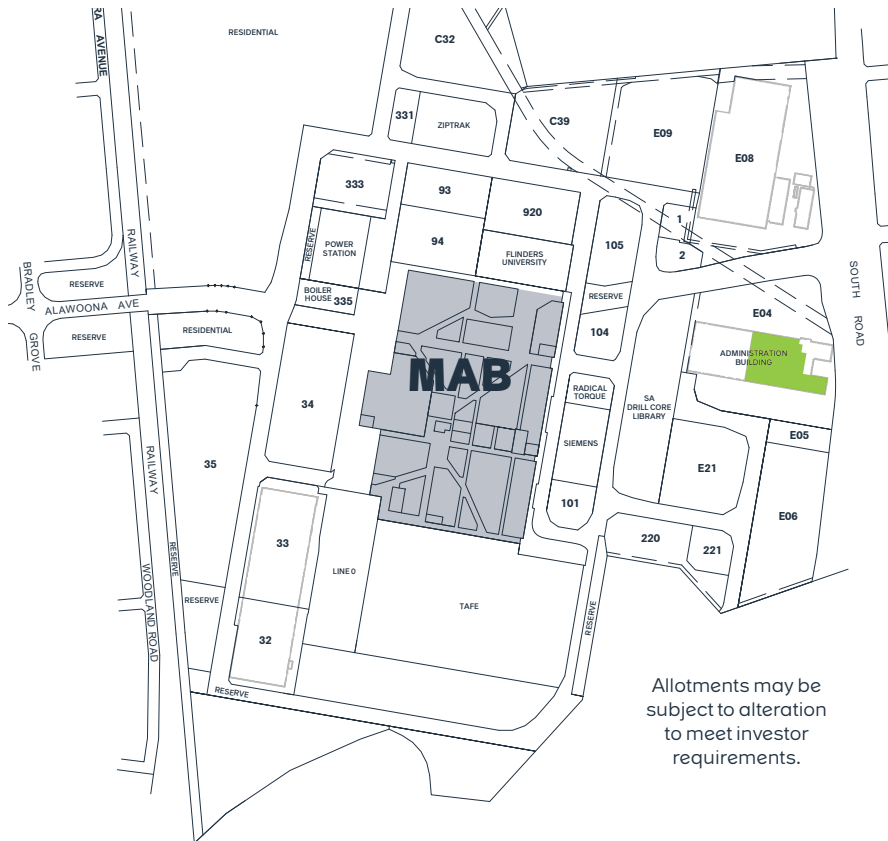 RESIDENTIAL
C32
RA AVENUE
331
ZIPTRAK
C39
E09
E08
333
93
920
1
2
105
94
FLINDERS
UNIVERSITY
RESERVE
POWER
STATION
RAILWAY
BRADLEY
GROVE
RESERVE
ALAWOONA AVE
RESERVE
RESIDENTIAL
BOILER
HOUSE
335
RESERVE
104
SOUTH
ROAD
E04
ADMINISTRATION
BUILDING
MAB
RADICAL
TORQUE
SA
DRILL CORE
LIBRARY
34
SIEMENS
E05
35
RAILWAY
E21
101
E06
33
220
221
RESERVE
LINE 0
WOODLAND ROAD
RESERVE
TAFE
RESERVE
32
RESERVE
Allotments may be
subject to alteration
to meet investor
requirements.